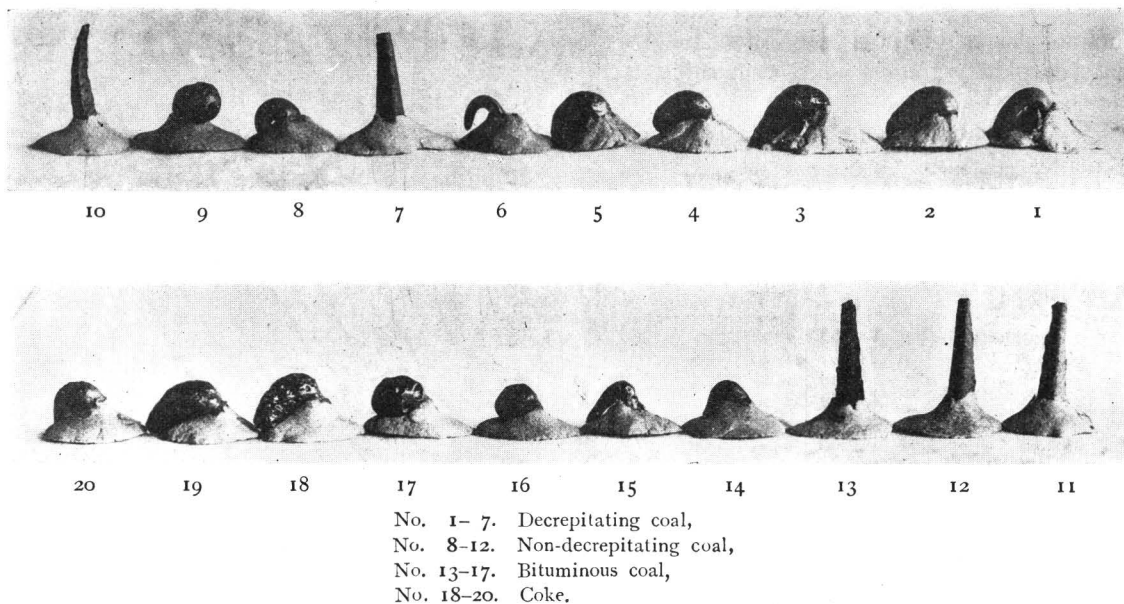 10 9 8 7 6 5 4 3 2 1
20 19 18 17 16 15 14 13 12 11
No. 1– 7. Decrepitating coal,
No. 8–12. Non-decrepitating coal,
No. 13–17. Bituminous coal,
No. 18–20. Coke.